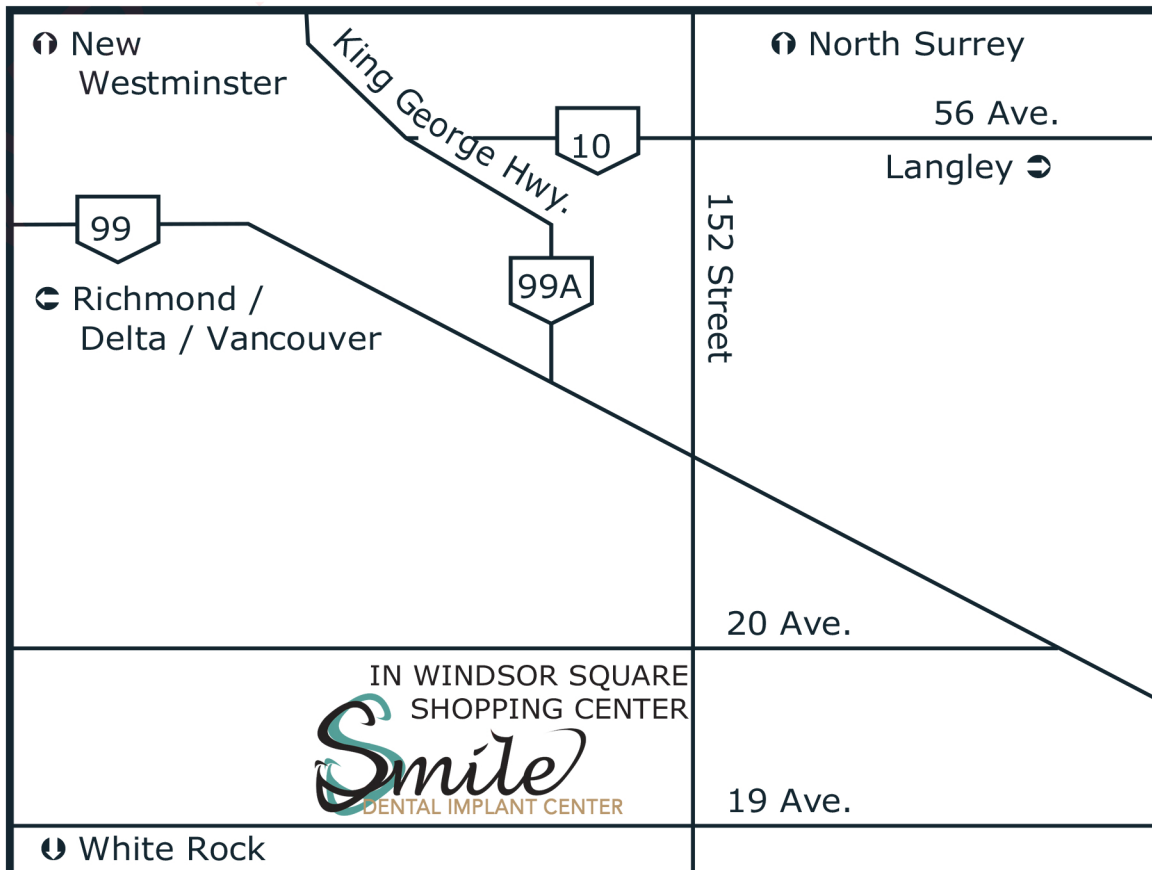 New
Westminster
King George Hwy.
North Surrey
56 Ave.
10
Langley
99
152 Street
99A
Richmond /
Delta / Vancouver
20 Ave.
IN WINDSOR SQUARE
SHOPPING CENTER
Smile
DENTAL IMPLANT CENTER
19 Ave.
White Rock